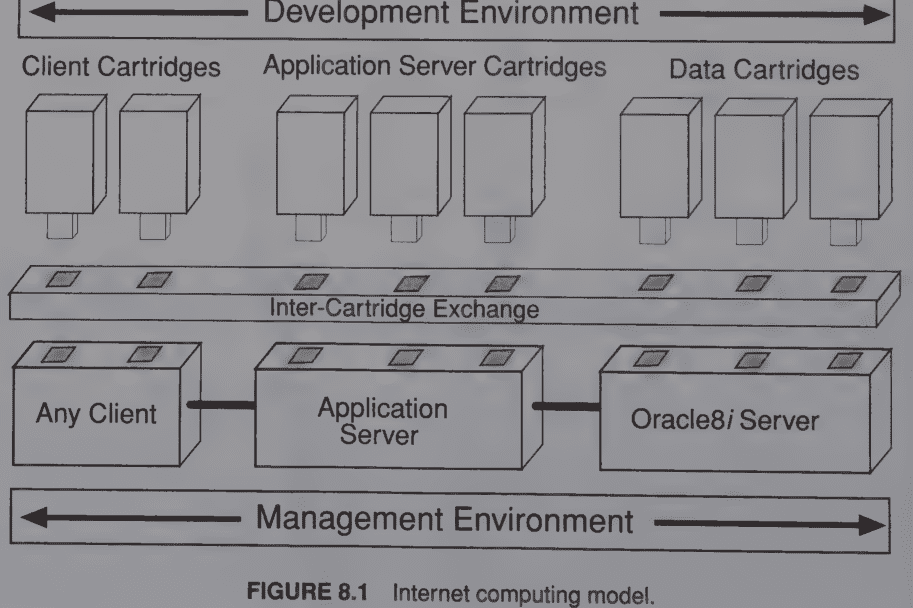 Development Environment
Client Cartridges Application Server Cartridges Data Cartridges
Inter-Cartridge Exchange
Any Client
Application
Server
Oracle8i Server
Management Environment
FIGURE 8.1 Internet computing model.